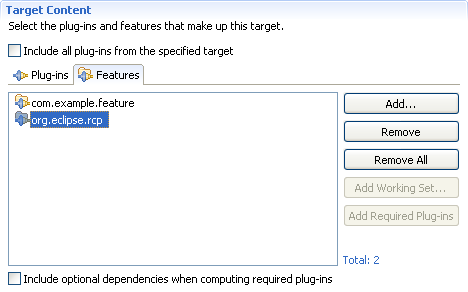 Target Content
Select the plug-ins and features that make up this target.
Include all plug-ins from the specified target
Plug-ins Features
com.example.feature
org.eclipse.rcp
Add...
Remove
Remove All
Add Working Set...
Add Required Plug-ins
Total: 2
Include optional dependencies when computing required plug-ins